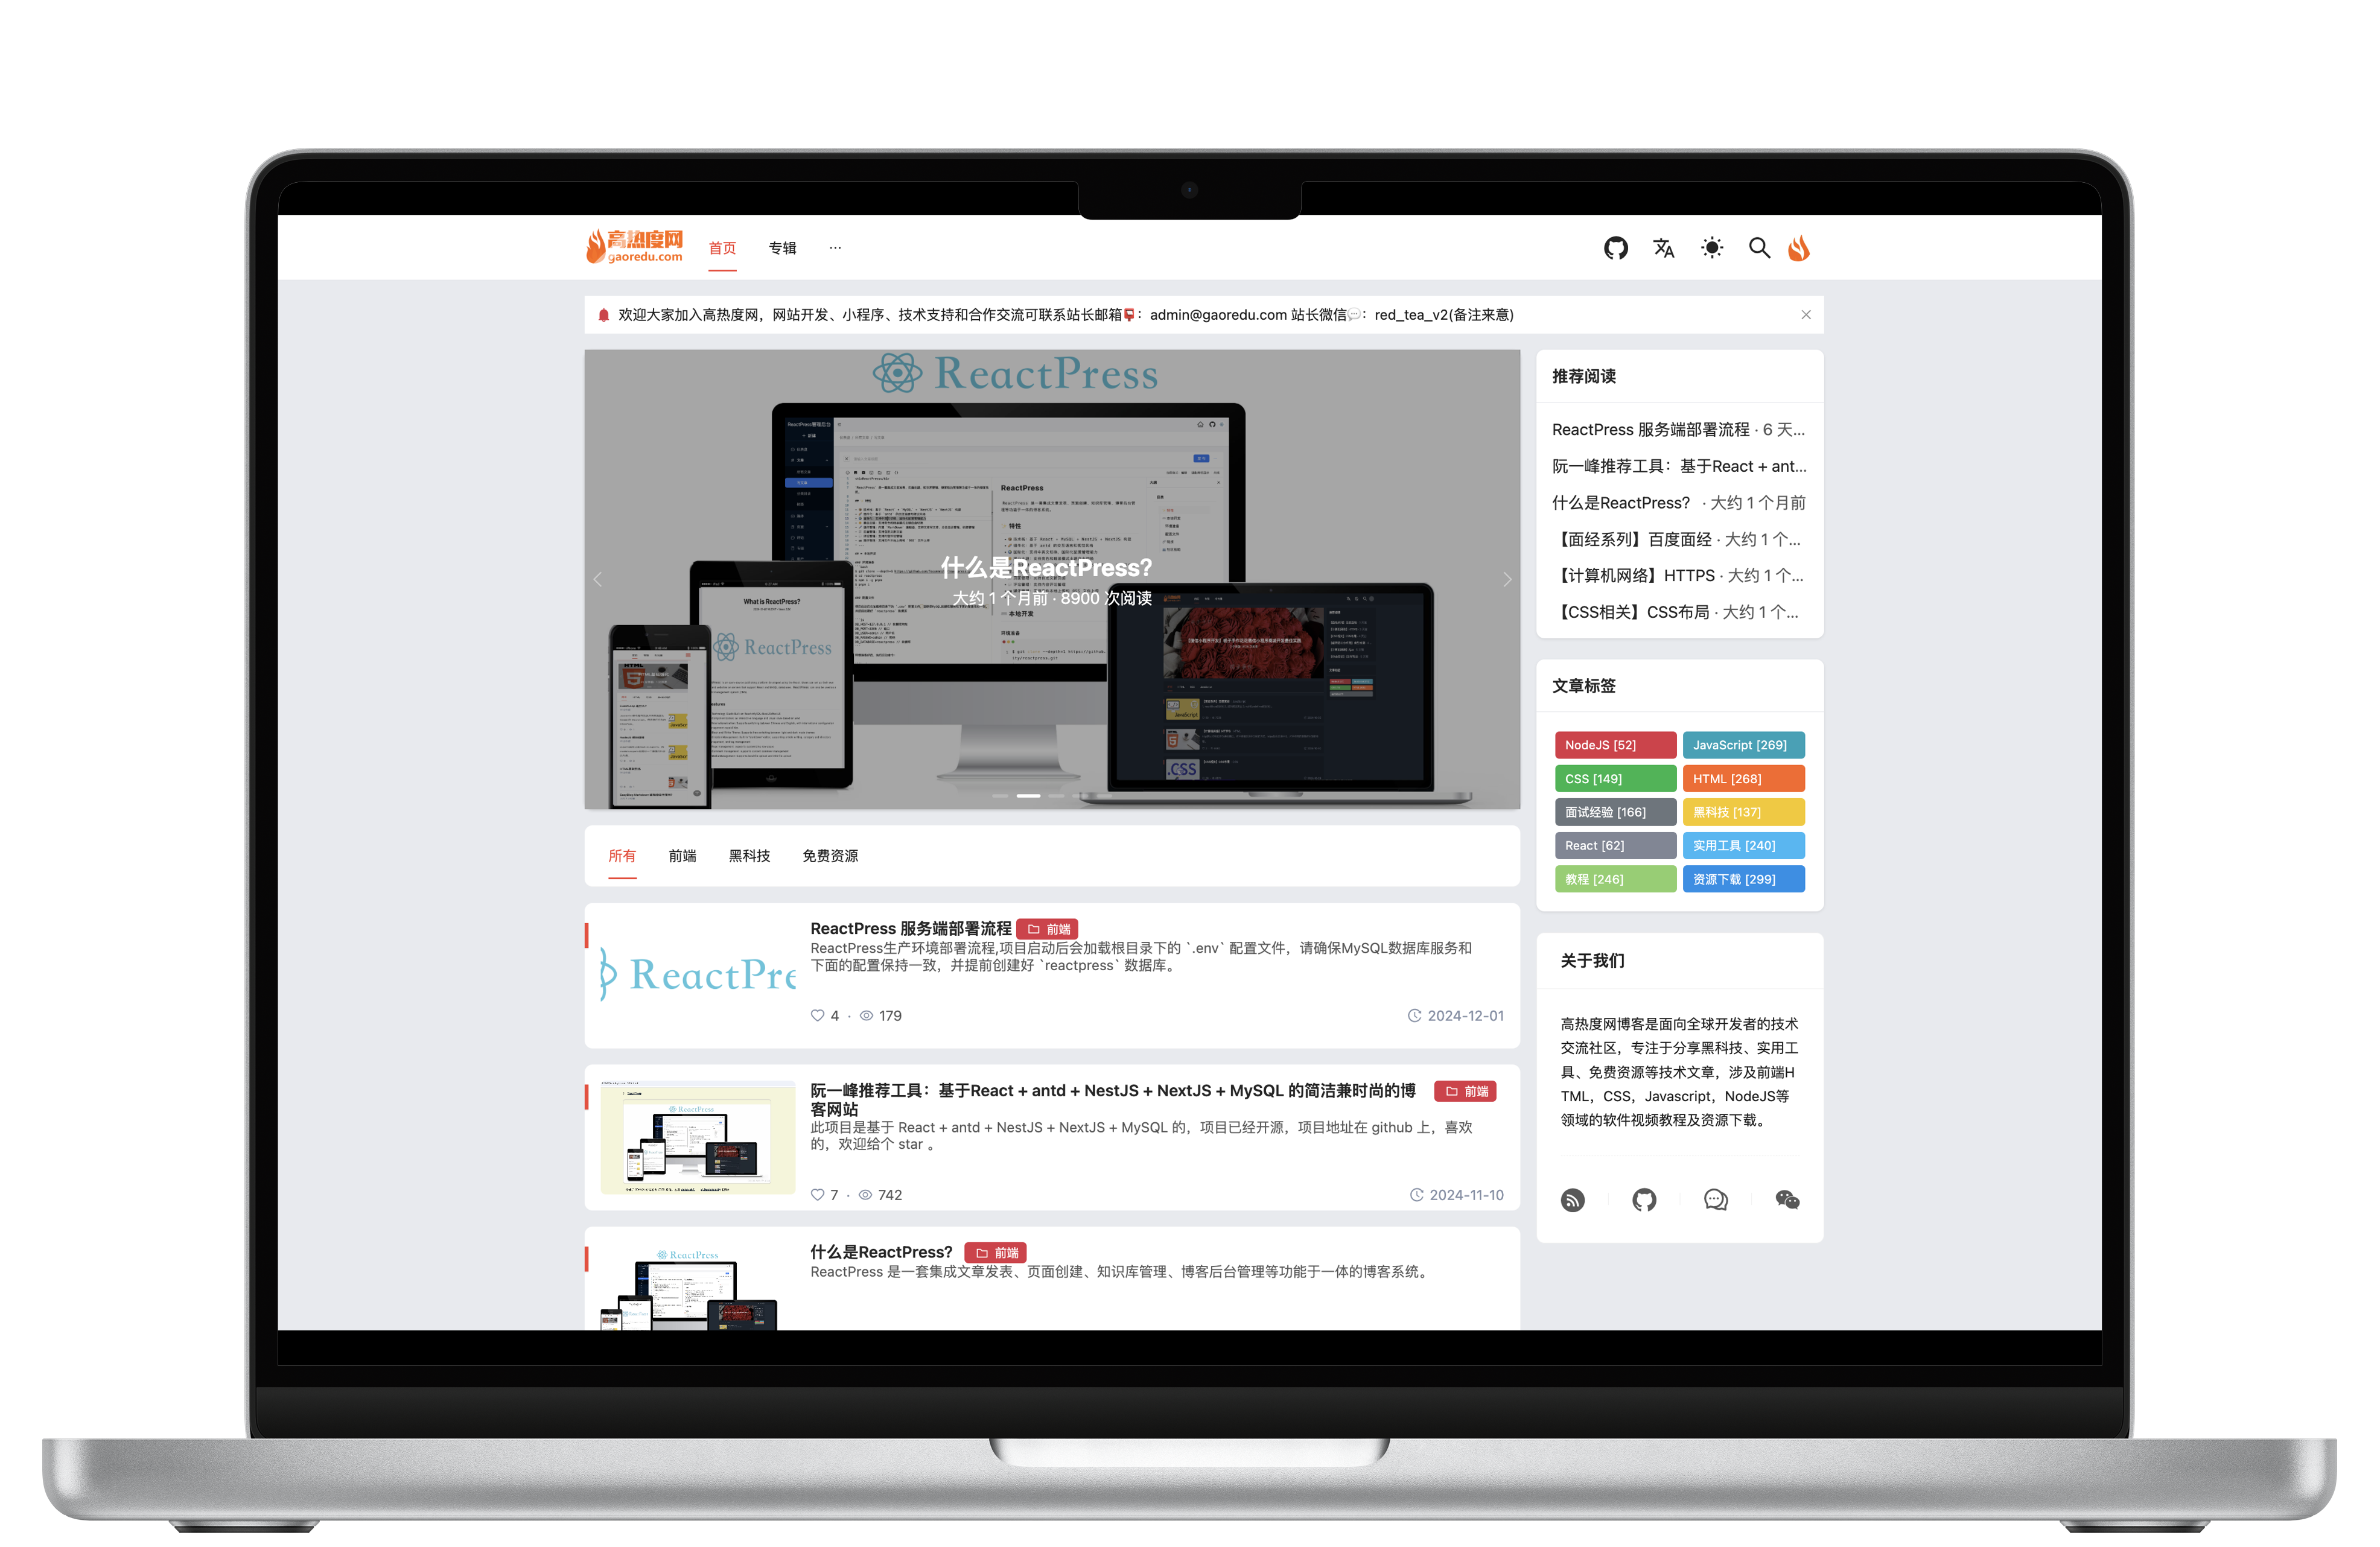 高热度网
gaoredu.com
首页
专辑
···
欢迎大家加入高热度网，网站开发、小程序、技术支持和合作交流可联系站长邮箱📮：admin@gaoredu.com 站长微信💬：red_tea_v2(备注来意)
ReactPress
什么是ReactPress?
大约 1 个月前 · 8900 次阅读
ReactPress
特性
本地开发
What is ReactPress?
ReactPress
所有
前端
黑科技
免费资源
ReactPress 服务端部署流程
前端
ReactPress生产环境部署流程,项目启动后会加载根目录下的 `.env` 配置文件，请确保MySQL数据库服务和
下面的配置保持一致，并提前创建好 `reactpress` 数据库。
ReactPre
4 · 179
2024-12-01
阮一峰推荐工具：基于React + antd + NestJS + NextJS + MySQL 的简洁兼时尚的博
客网站
前端
此项目是基于 React + antd + NestJS + NextJS + MySQL 的，项目已经开源，项目地址在 github 上，喜欢
的，欢迎给个 star 。
7 · 742
2024-11-10
ReactPress
什么是ReactPress?
前端
ReactPress 是一套集成文章发表、页面创建、知识库管理、博客后台管理等功能于一体的博客系统。
推荐阅读
ReactPress 服务端部署流程 · 6 天...
阮一峰推荐工具：基于React + ant...
什么是ReactPress? · 大约 1 个月前
【面经系列】百度面经 · 大约 1 个...
【计算机网络】HTTPS · 大约 1 个...
【CSS相关】CSS布局 · 大约 1 个...
文章标签
NodeJS [52]
JavaScript [269]
CSS [149]
HTML [268]
面试经验 [166]
黑科技 [137]
React [62]
实用工具 [240]
教程 [246]
资源下载 [299]
关于我们
高热度网博客是面向全球开发者的技术
交流社区，专注于分享黑科技、实用工
具、免费资源等技术文章，涉及前端H
TML，CSS，Javascript，NodeJS等
领域的软件视频教程及资源下载。